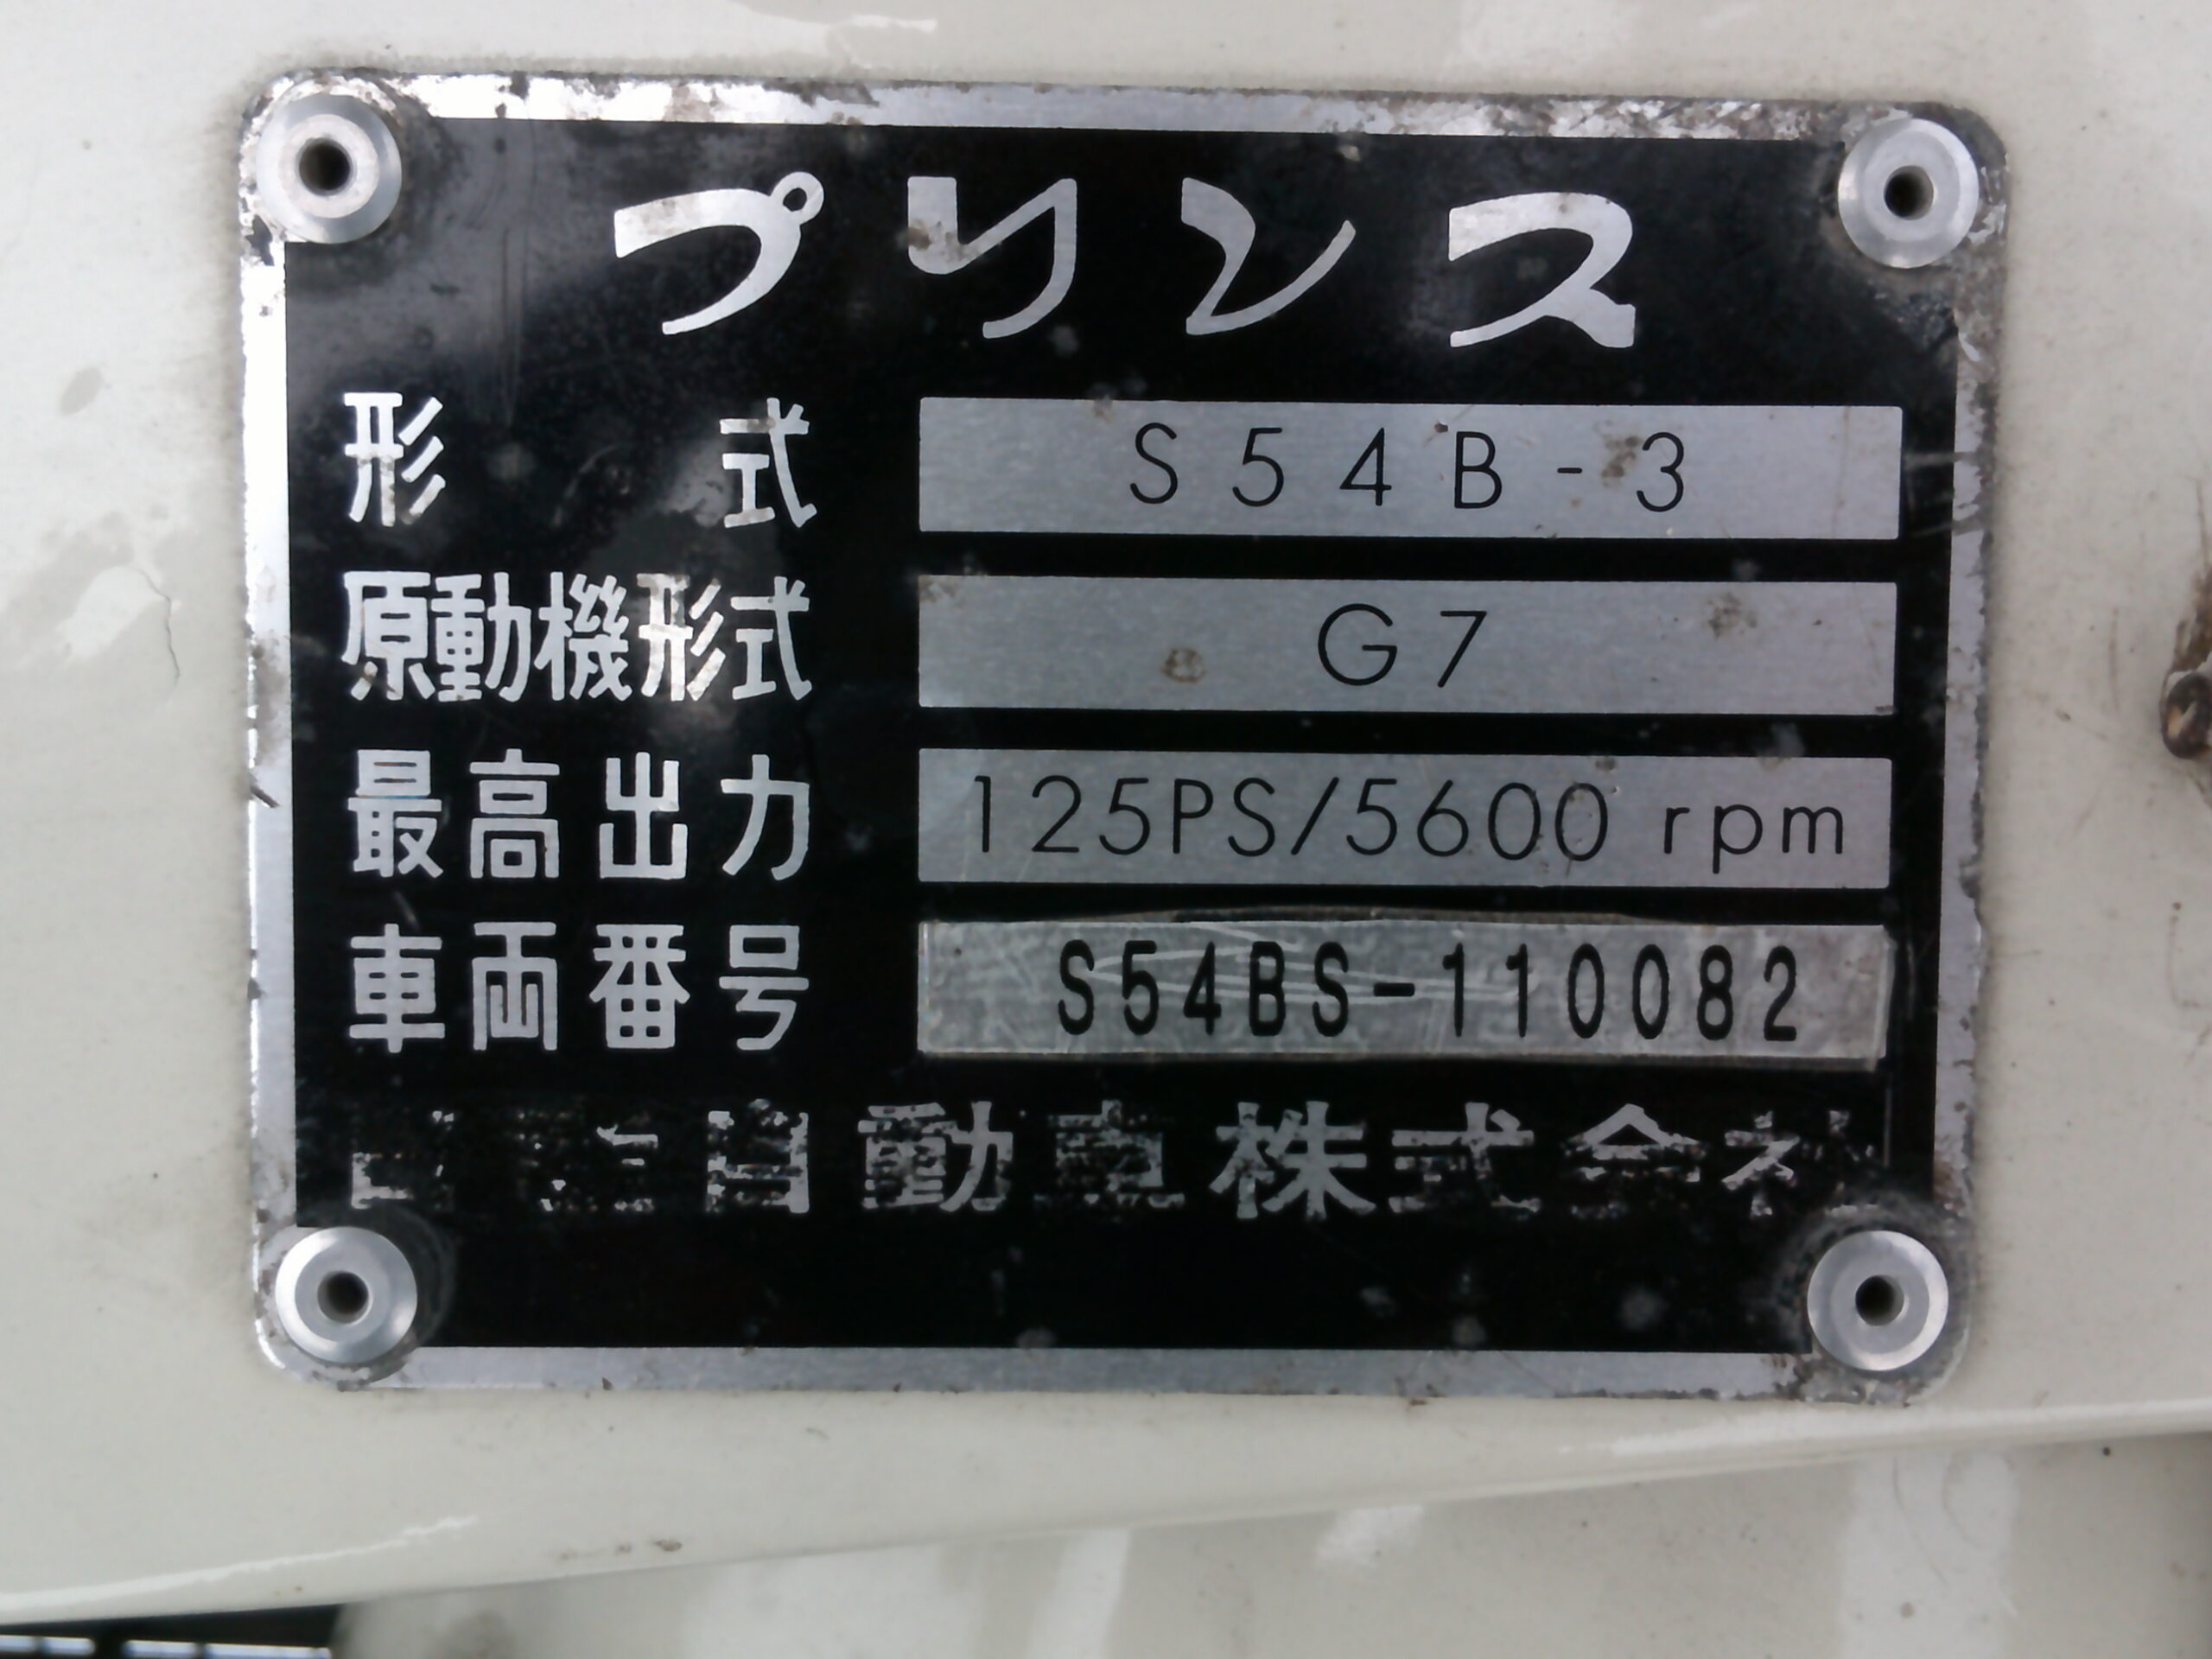 プリンス
形式 S54B-3
原動機形式 G7
最高出力 125PS/5600 rpm
車両番号 S54BS-110082
自動車株式会社